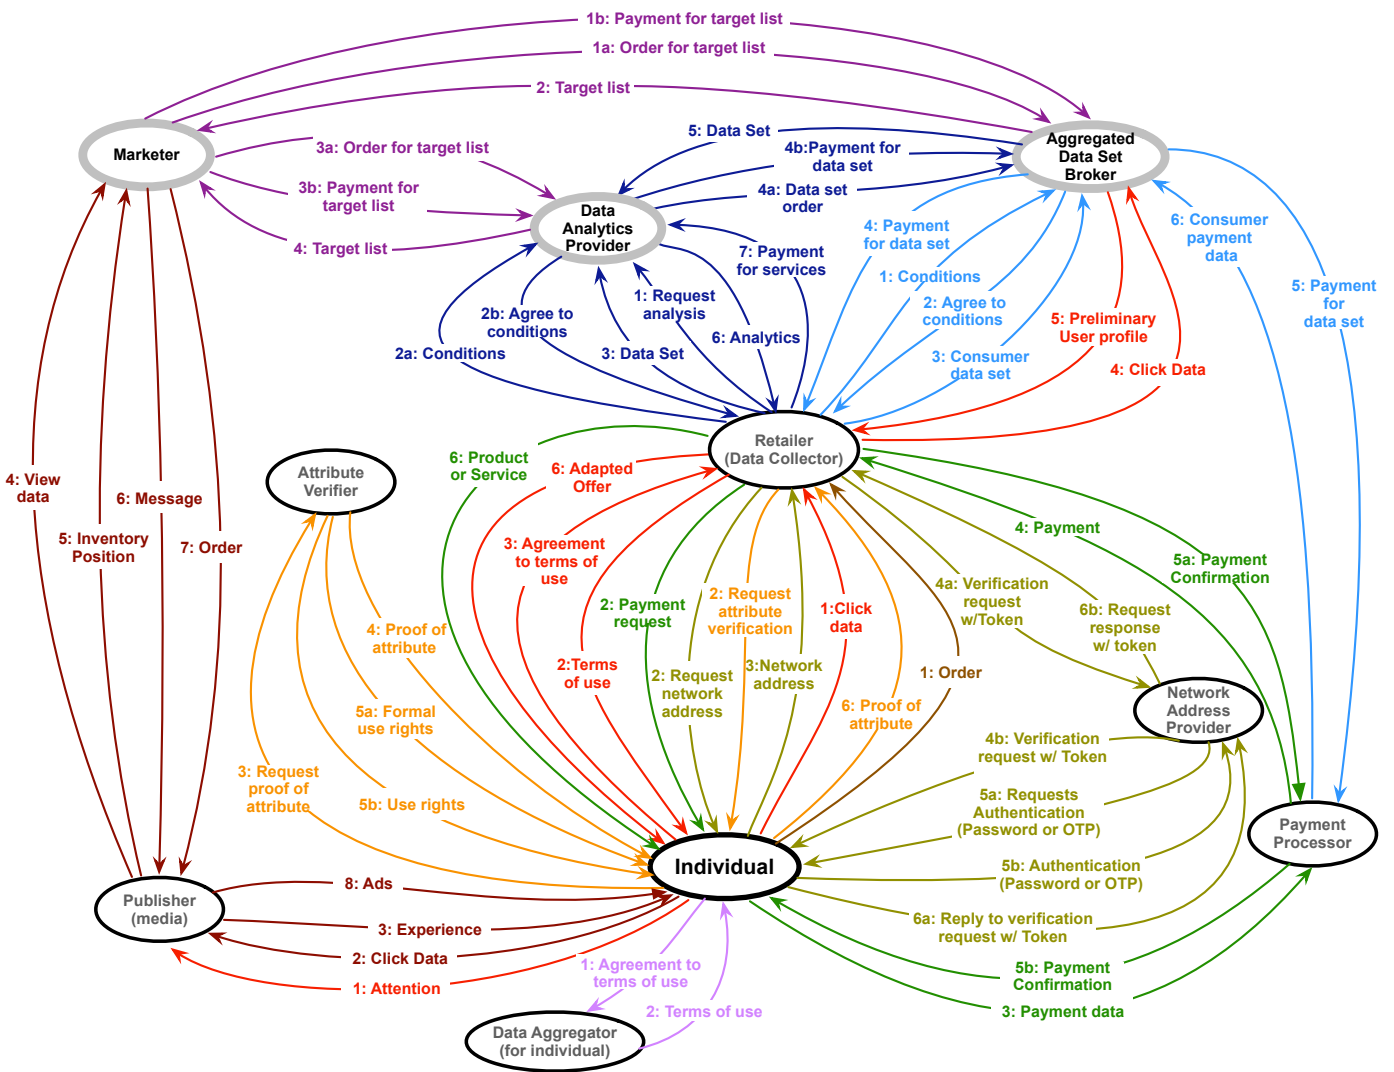 1b: Payment for target list
1a: Order for target list
2: Target list
Marketer
3a: Order for target list
3b: Payment for
target list
4: Target list
5: Data Set
4b:Payment for
data set
4a: Data set
order
Aggregated
Data Set
Broker
Data
Analytics
Provider
4: Payment
for data set
6: Consumer
payment
data
7: Payment
for services
1: Conditions
5: Payment
for
data set
1: Request
analysis
2b: Agree to
conditions
2: Agree to
conditions
5: Preliminary
User profile
2a: Conditions
3: Data Set
6: Analytics
3: Consumer
data set
4: Click Data
Retailer
(Data Collector)
6: Product
or Service
6: Adapted
Offer
Attribute
Verifier
4: View
data
6: Message
5: Inventory
Position
7: Order
3: Agreement
to terms of
use
4: Payment
5a: Payment
Confirmation
4a: Verification
request
w/Token
6b: Request
response
w/ token
2: Payment
request
2: Request
attribute
verification
1:Click
data
4: Proof of
attribute
2:Terms
of use
2: Request
network
address
3:Network
address
1: Order
5a: Formal
use rights
6: Proof of
attribute
Network
Address
Provider
4b: Verification
request w/ Token
3: Request
proof of
attribute
5b: Use rights
5a: Requests
Authentication
(Password or OTP)
Payment
Processor
Individual
5b: Authentication
(Password or OTP)
8: Ads
Publisher
(media)
3: Experience
6a: Reply to verification
request w/ Token
2: Click Data
1: Attention
1: Agreement to
terms of use
5b: Payment
Confirmation
2: Terms of use
3: Payment data
Data Aggregator
(for individual)